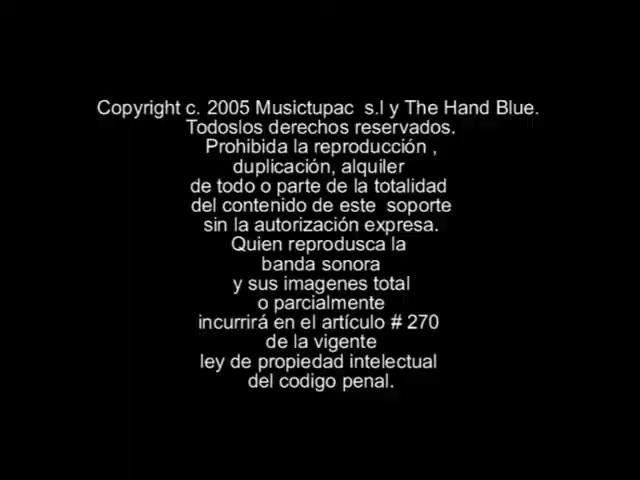 Copyright c. 2005 Musictupac s.l y The Hand Blue.
Todoslos derechos reservados.
Prohibida la reproducción ,
duplicación, alquiler
de todo o parte de la totalidad
del contenido de este soporte
sin la autorización expresa.
Quien reprodusca la
banda sonora
y sus imagenes total
o parcialmente
incurrirá en el artículo # 270
de la vigente
ley de propiedad intelectual
del codigo penal.